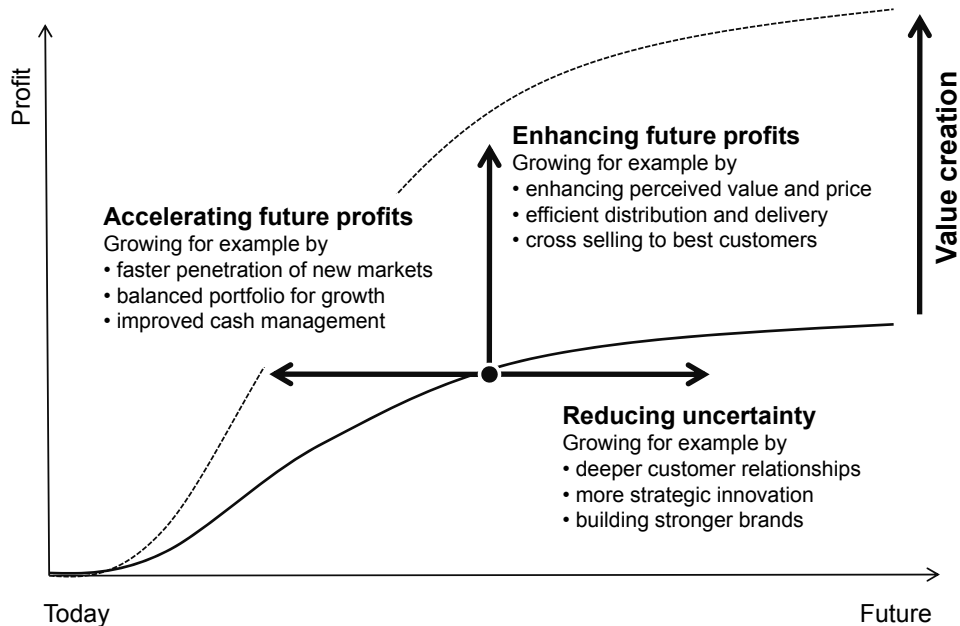 Profit
Enhancing future profits
Growing for example by
• enhancing perceived value and price
• efficient distribution and delivery
• cross selling to best customers
Accelerating future profits
Growing for example by
• faster penetration of new markets
• balanced portfolio for growth
• improved cash management
Value creation
Reducing uncertainty
Growing for example by
• deeper customer relationships
• more strategic innovation
• building stronger brands
Today
Future